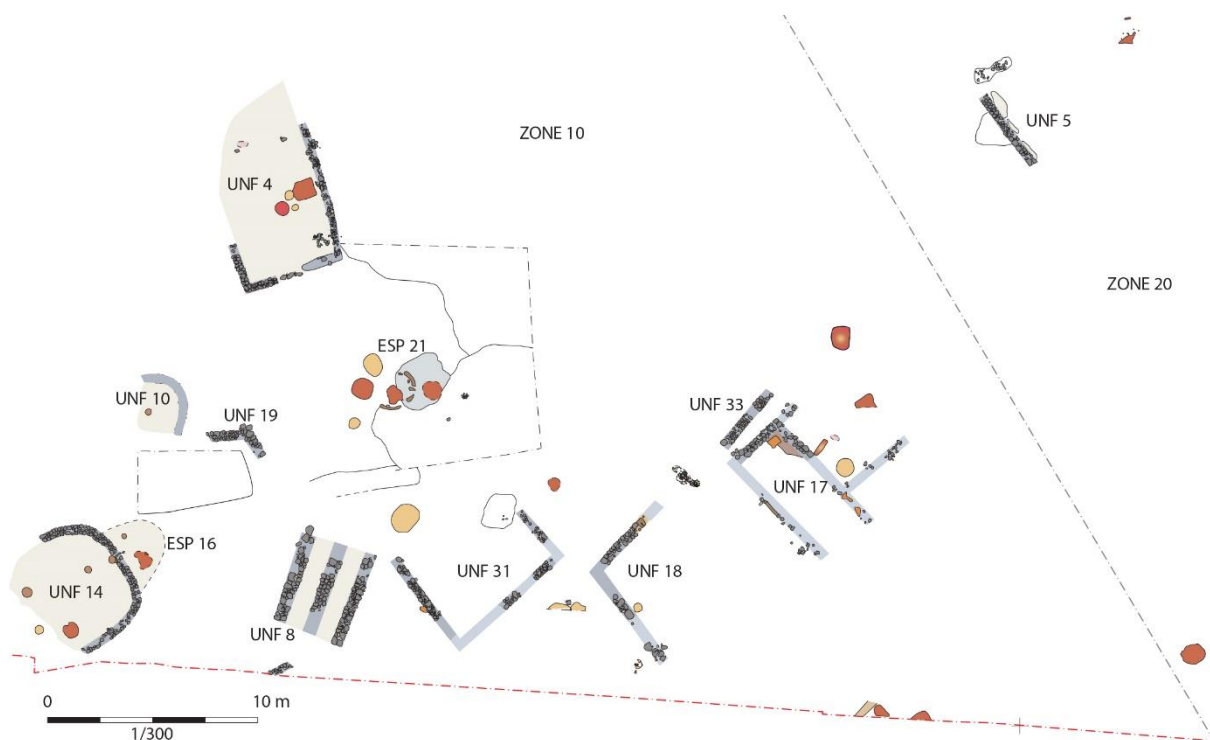 ZONE 10
UNF 5
UNF 4
ZONE 20
ESP 21
UNF 10
UNF 19
UNF 33
UNF 17
ESP 16
UNF 31
UNF 18
UNF 14
UNF 8
0 10 m
1/300